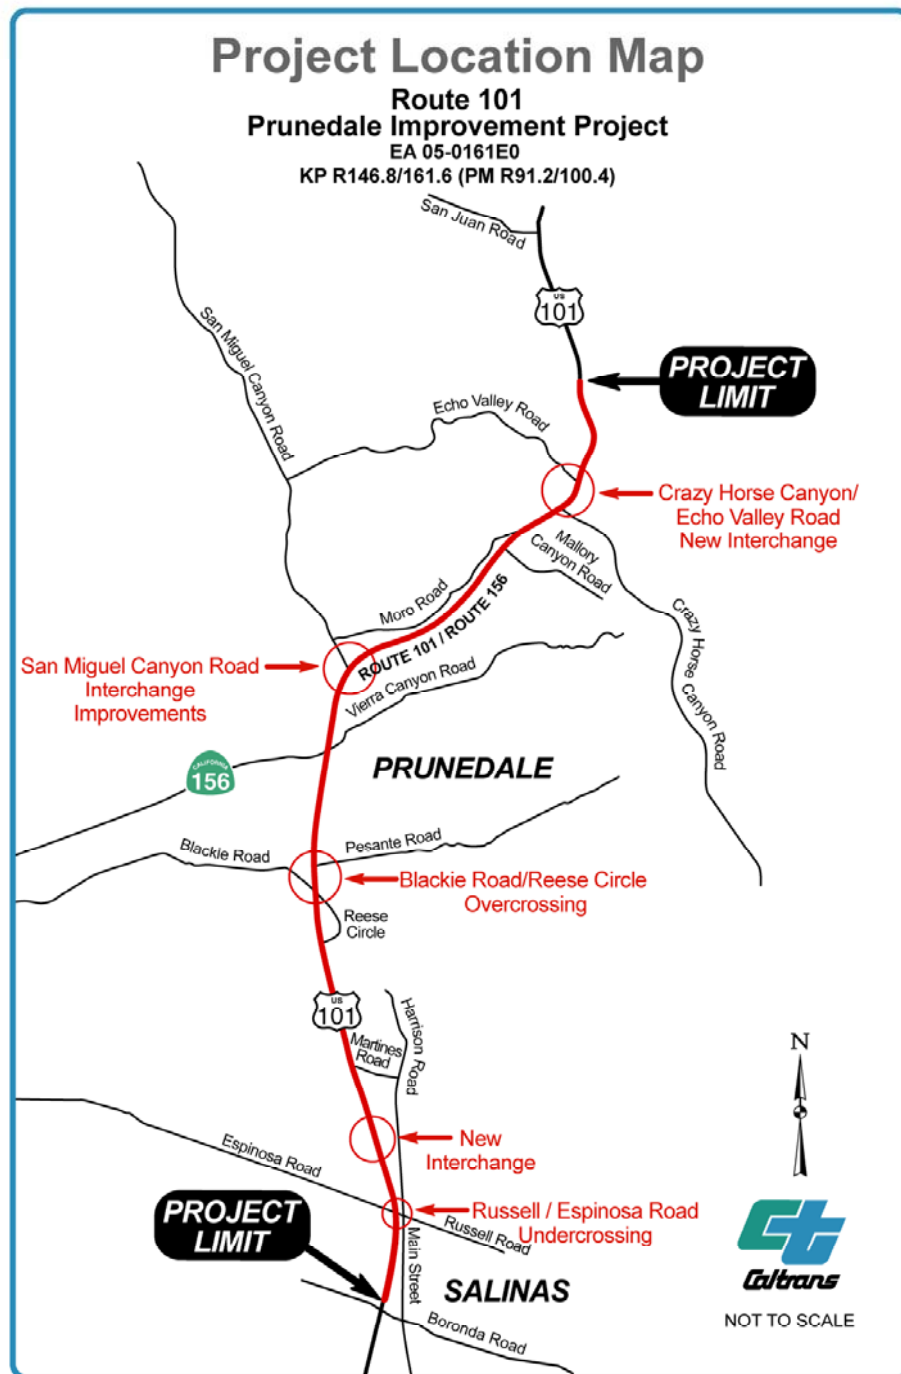 Project Location Map
Route 101
Prunedale Improvement Project
EA 05-0161E0
KP R146.8/161.6 (PM R91.2/100.4)
San Juan Road
US
101
San Miguel Canyon Road
PROJECT
LIMIT
Echo Valley Road
Crazy Horse Canyon/
Echo Valley Road
New Interchange
Mallory
Canyon Road
Moro Road
ROUTE 101 / ROUTE 156
Crazy Horse Canyon Road
San Miguel Canyon Road
Interchange
Improvements
Vierra Canyon Road
CALIFORNIA
156
PRUNEDALE
Blackie Road
Pesante Road
Blackie Road/Reese Circle
Overcrossing
Reese
Circle
US
101
Harrison Road
Martines
Road
N
New
Interchange
Espinosa Road
Russell / Espinosa Road
Undercrossing
Russell Road
PROJECT
LIMIT
Main Street
SALINAS
Boronda Road
Ct
Caltrans
NOT TO SCALE